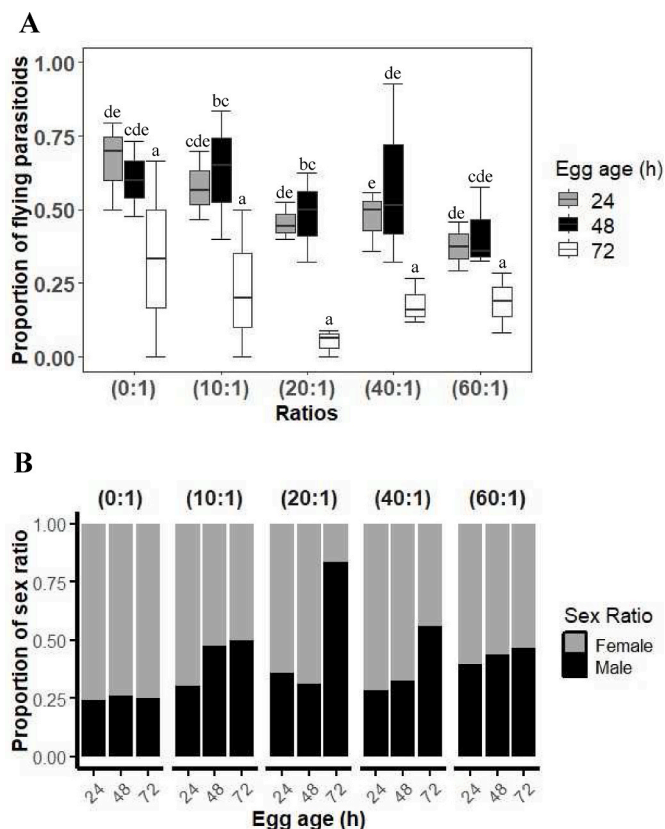 A
Proportion of flying parasitoids
1.00
0.75
0.50
0.25
0.00
de
cde
a
cde
bc
a
de
bc
a
e
de
a
de
cde
a
(0:1)
(10:1)
(20:1)
(40:1)
(60:1)
Ratios
Egg age (h)
24
48
72
B
(0:1)
(10:1)
(20:1)
(40:1)
(60:1)
Proportion of sex ratio
1.00
0.75
0.50
0.25
0.00
24
48
72
24
48
72
24
48
72
24
48
72
24
48
72
Egg age (h)
Sex Ratio
Female
Male